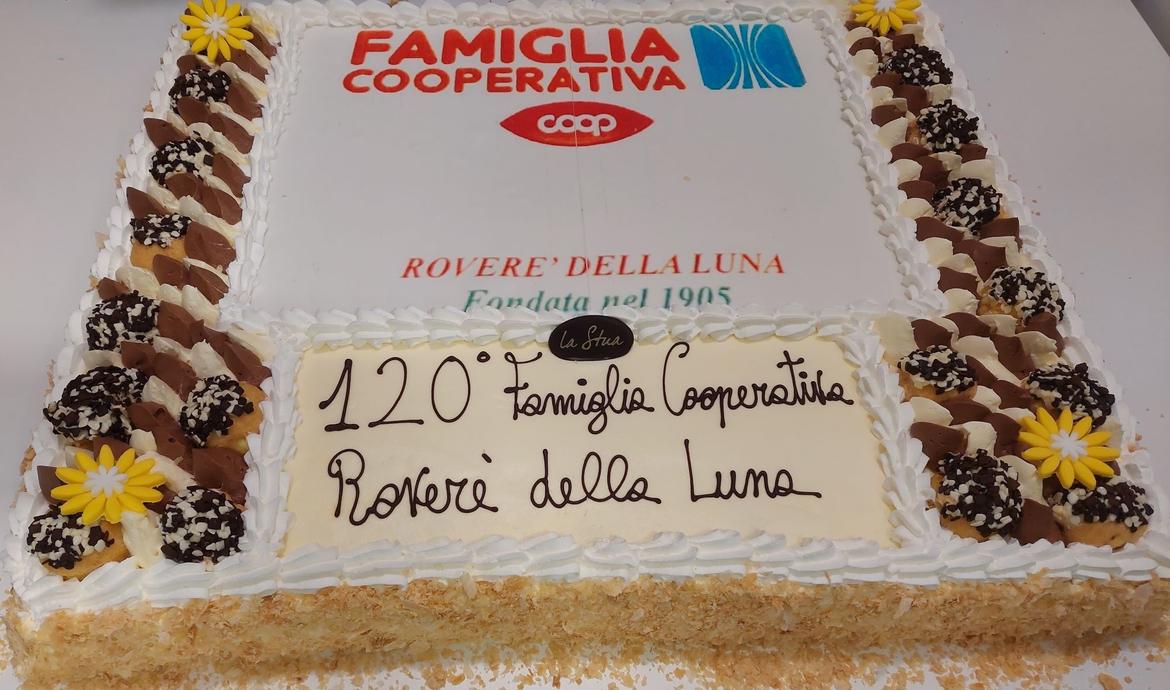 FAMIGLIA
COOPERATIVA
coop
ROVERE' DELLA LUNA
Fondata nel 1905
La Stua
120° Famiglia Cooperativa
Roverè della Luna